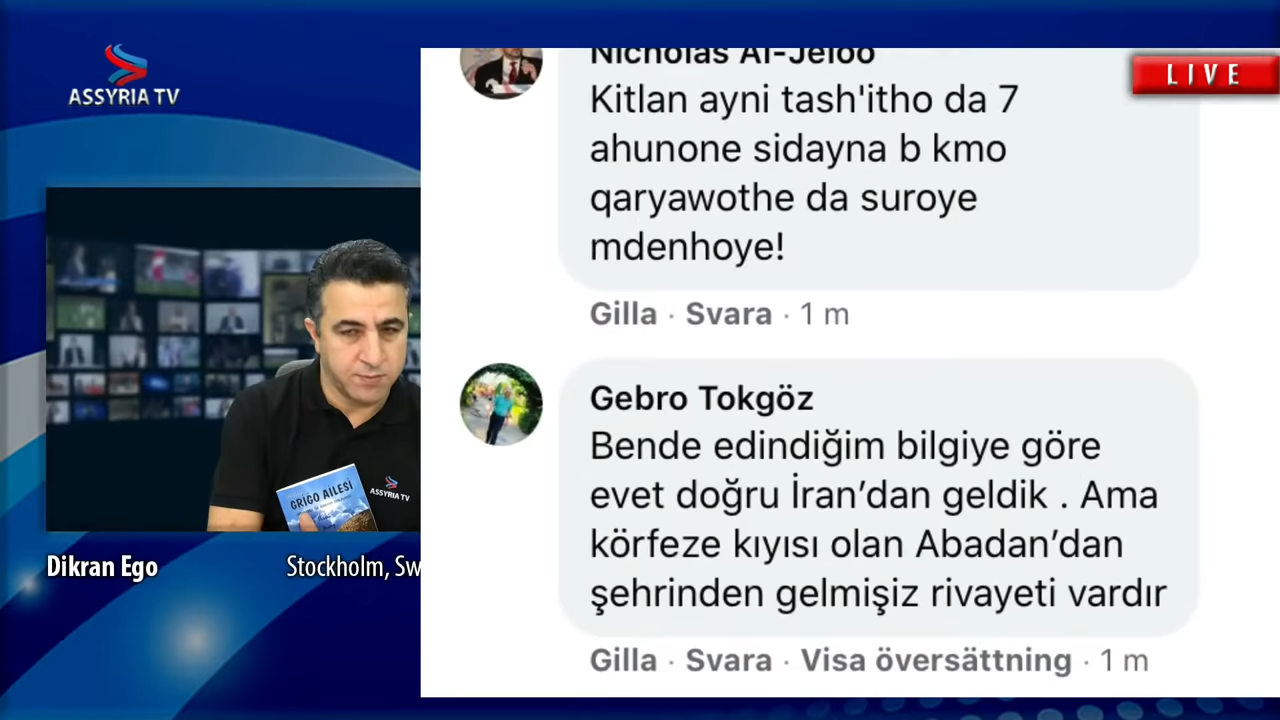 ASSYRIA TV
LIVE
Nicholas Al-Jeloo
Kitlan ayni tash'itho da 7
ahunone sidayna b kmo
qaryawothe da suroye
mdenhoye!
Gilla · Svara · 1 m
Gebro Tokgöz
Bende edindiğim bilgiye göre
evet doğru İran’dan geldik . Ama
körfeze kıyısı olan Abadan’dan
şehrinden gelmişiz rivayeti vardır
Gilla · Svara · Visa översättning · 1 m
GRIGO AILESI
ASSYRIA TV
Dikran Ego
Stockholm, Sw